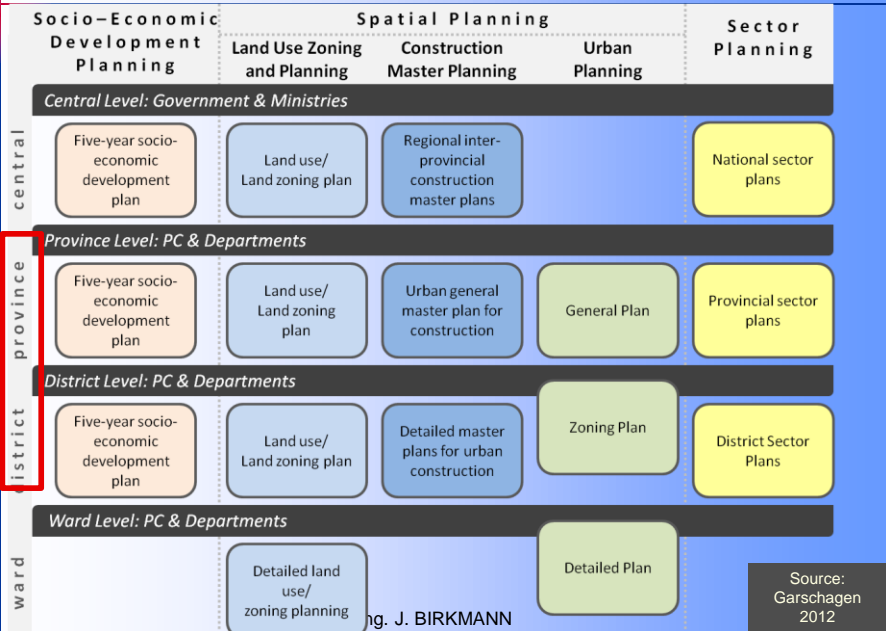 Socio–Economic
Development
Planning
Spatial Planning
Land Use Zoning
and Planning
Construction
Master Planning
Urban
Planning
Sector
Planning
central
Central Level: Government & Ministries
Five-year socio-
economic
development
plan
Land use/
Land zoning plan
Regional inter-
provincial
construction
master plans
National sector
plans
province
Province Level: PC & Departments
Five-year socio-
economic
development
plan
Land use/
Land zoning
plan
Urban general
master plan for
construction
General Plan
Provincial sector
plans
district
District Level: PC & Departments
Five-year socio-
economic
development
plan
Land use/
Land zoning plan
Detailed master
plans for urban
construction
Zoning Plan
District Sector
Plans
ward
Ward Level: PC & Departments
Detailed land
use/
zoning planning
Detailed Plan
J. BIRKMANN
Source:
Garschagen
2012